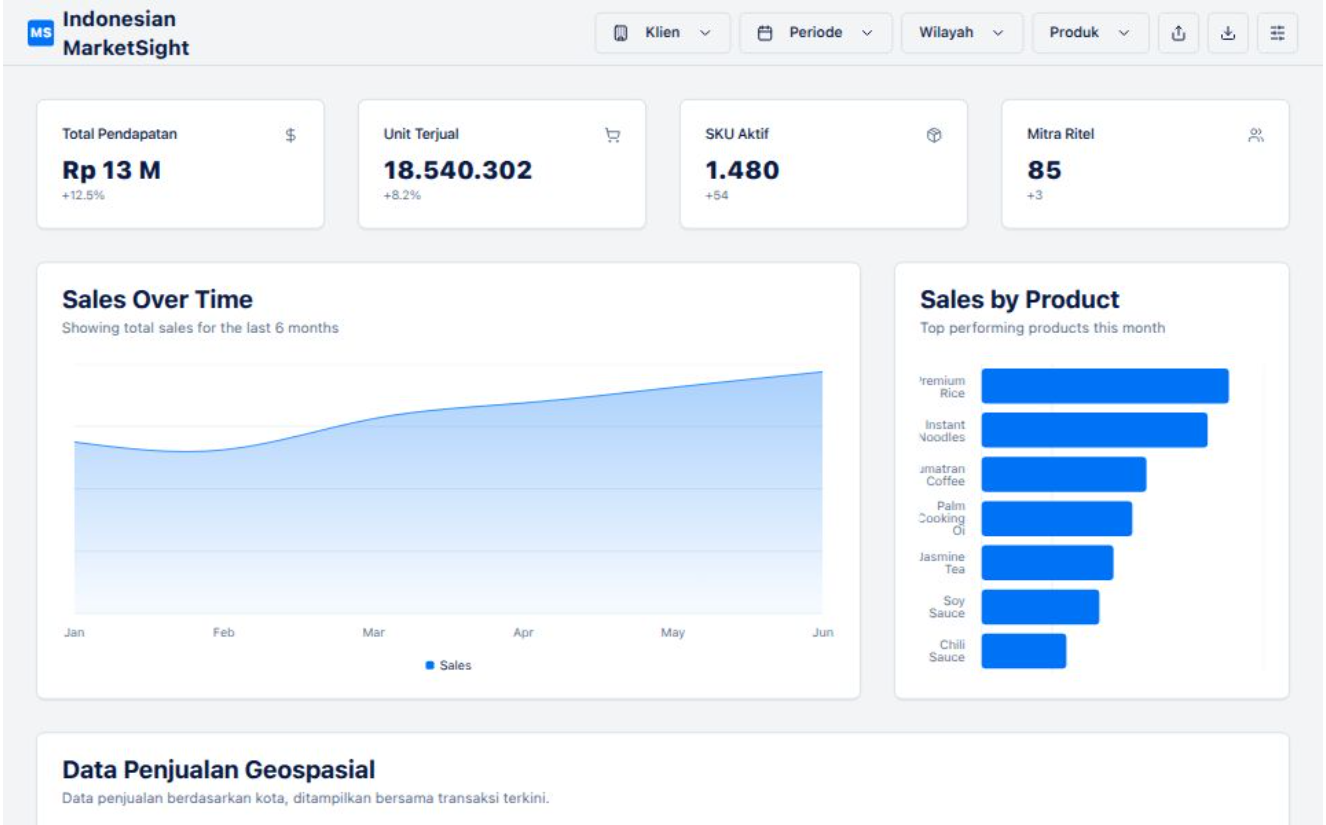 MS
Indonesian
MarketSight
Klien
Periode
Wilayah
Produk
Total Pendapatan
Rp 13 M
+12.5%
Unit Terjual
18.540.302
+8.2%
SKU Aktif
1.480
+54
Mitra Ritel
85
+3
Sales Over Time
Showing total sales for the last 6 months
Jan
Feb
Mar
Apr
May
Jun
Sales
Sales by Product
Top performing products this month
Premium
Rice
Instant
Noodles
umatran
Coffee
Palm
Cooking
Oi
Jasmine
Tea
Soy
Sauce
Chili
Sauce
Data Penjualan Geospasial
Data penjualan berdasarkan kota, ditampilkan bersama transaksi terkini.